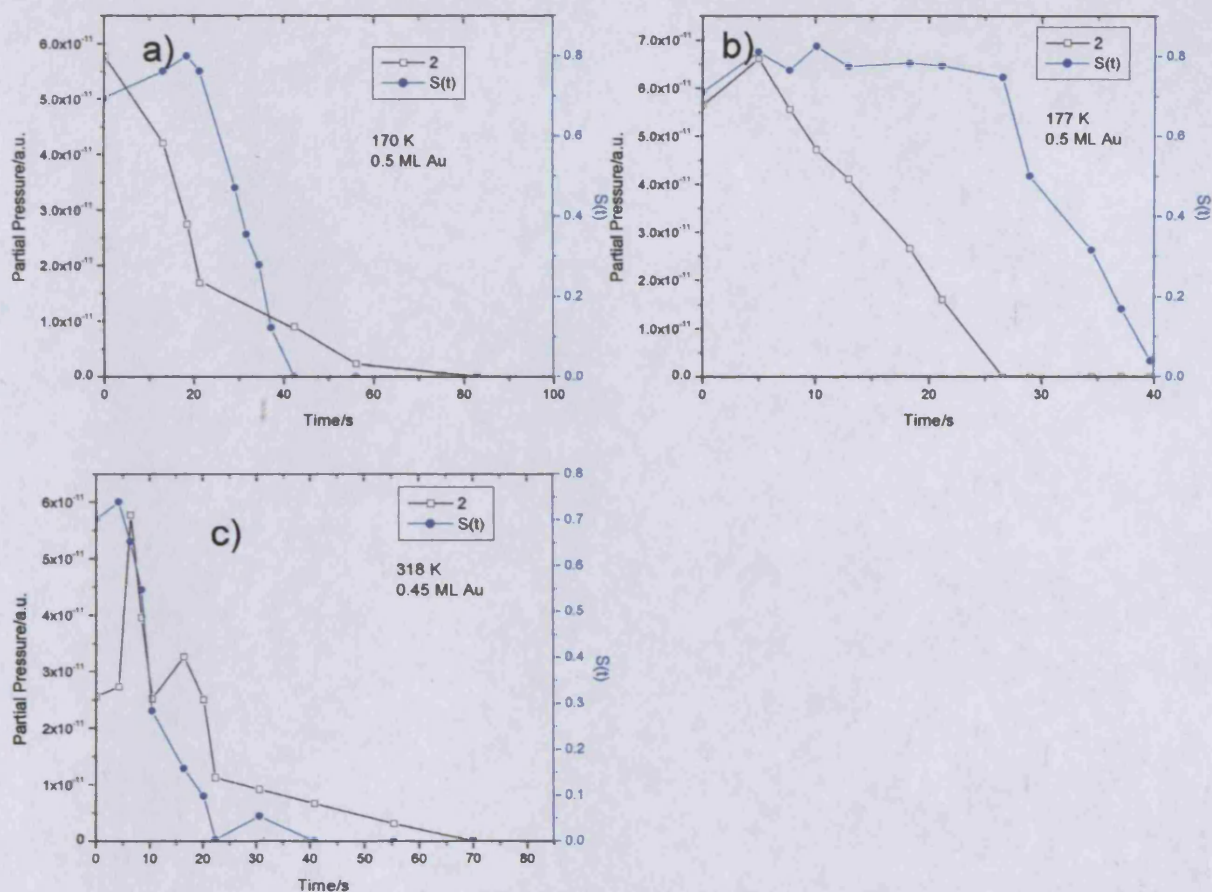 a)
2
S(t)
170 K
0.5 ML Au
6.0x10⁻¹¹
5.0x10⁻¹¹
4.0x10⁻¹¹
3.0x10⁻¹¹
2.0x10⁻¹¹
1.0x10⁻¹¹
0.0
Partial Pressure/a.u.
0.8
0.6
0.4
0.2
0.0
S(t)
0 20 40 60 80 100
Time/s
b)
2
S(t)
177 K
0.5 ML Au
7.0x10⁻¹¹
6.0x10⁻¹¹
5.0x10⁻¹¹
4.0x10⁻¹¹
3.0x10⁻¹¹
2.0x10⁻¹¹
1.0x10⁻¹¹
0.0
Partial Pressure/a.u.
0.8
0.6
0.4
0.2
0.0
S(t)
0 10 20 30 40
Time/s
c)
2
S(t)
318 K
0.45 ML Au
6x10⁻¹¹
5x10⁻¹¹
4x10⁻¹¹
3x10⁻¹¹
2x10⁻¹¹
1x10⁻¹¹
0
Partial Pressure/a.u.
0.8
0.7
0.6
0.5
0.4
0.3
0.2
0.1
0.0
S(t)
0 10 20 30 40 50 60 70 80
Time/s